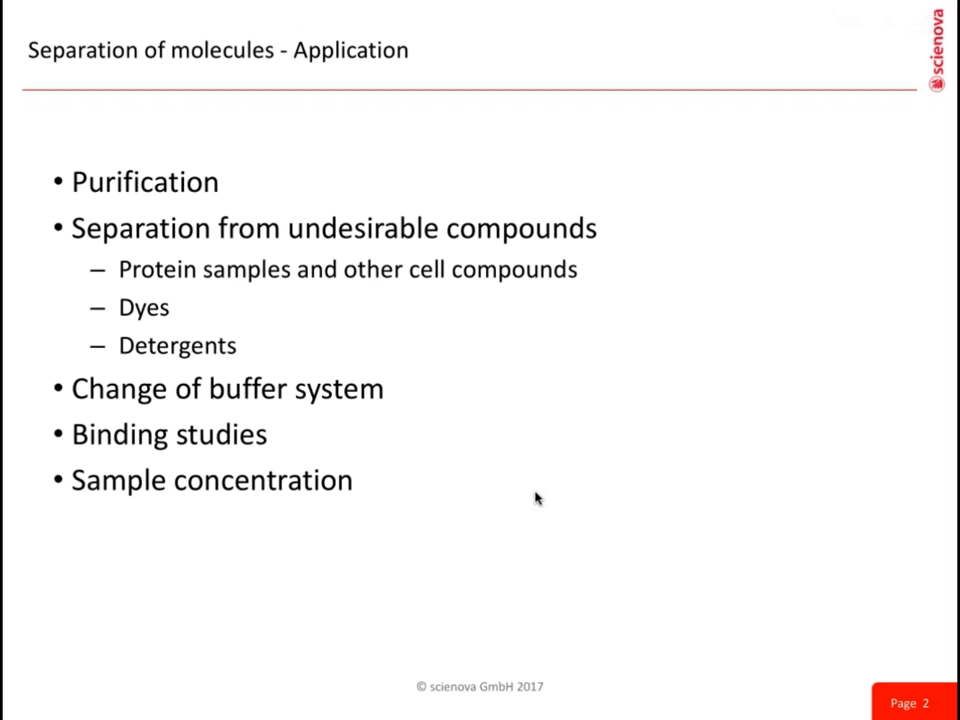 Separation of molecules - Application
scienova
• Purification
• Separation from undesirable compounds
– Protein samples and other cell compounds
– Dyes
– Detergents
• Change of buffer system
• Binding studies
• Sample concentration
© scienova GmbH 2017
Page 2